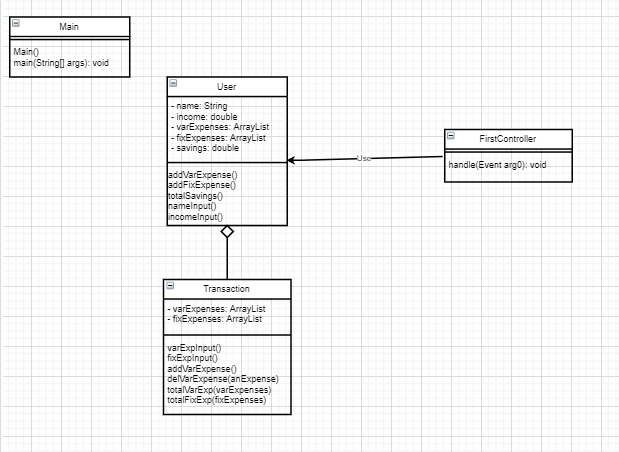 Main
Main()
main(String[] args): void
User
- name: String
- income: double
- varExpenses: ArrayList
- fixExpenses: ArrayList
- savings: double
addVarExpense()
addFixExpense()
totalSavings()
nameInput()
incomeInput()
Use
FirstController
handle(Event arg0): void
Transaction
- varExpenses: ArrayList
- fixExpenses: ArrayList
varExpInput()
fixExpInput()
addVarExpense()
delVarExpense(anExpense)
totalVarExp(varExpenses)
totalFixExp(fixExpenses)